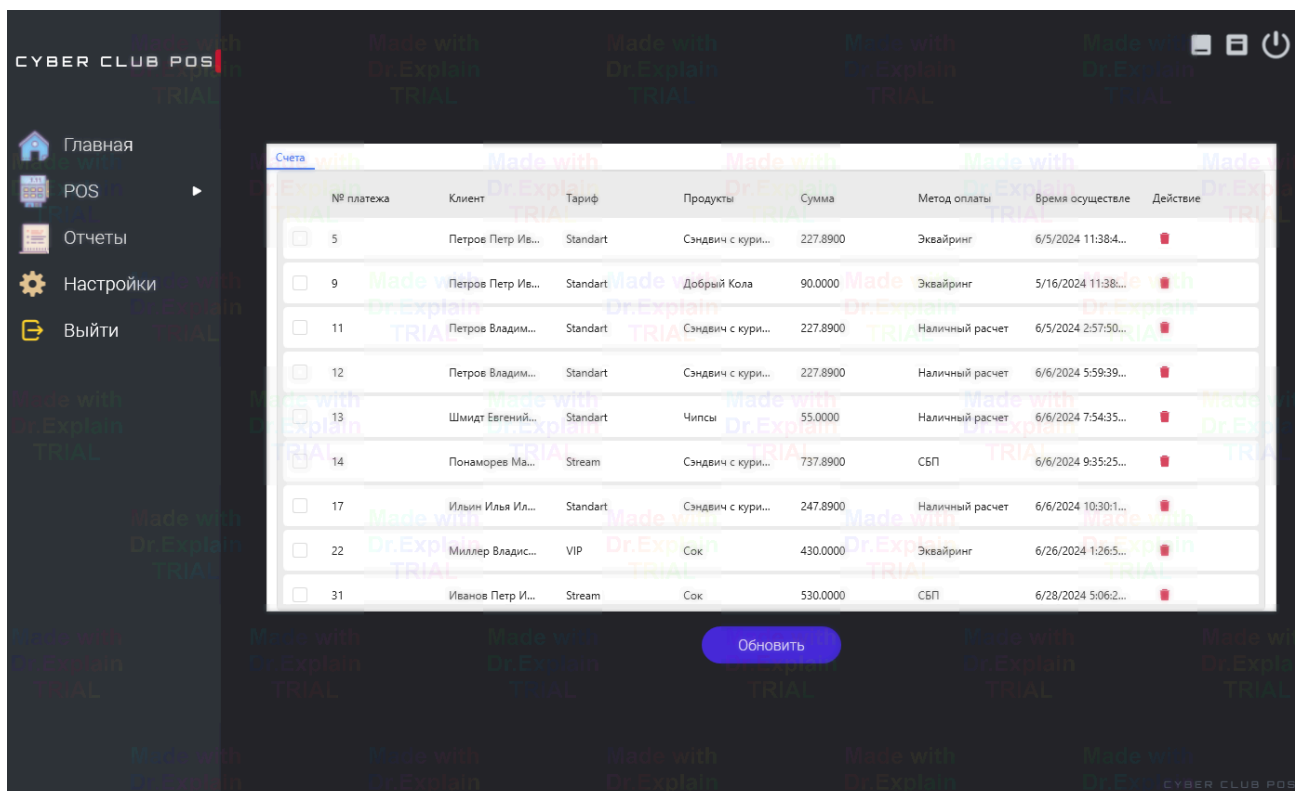 CYBER CLUB POS
Главная
POS
Отчеты
Настройки
Выйти
Счета
№ платежа Клиент Тариф Продукты Сумма Метод оплаты Время осуществле Действие
5 Петров Петр Ив... Standart Сэндвич с кури... 227.8900 Эквайринг 6/5/2024 11:38:4...
9 Петров Петр Ив... Standart Добрый Кола 90.0000 Эквайринг 5/16/2024 11:38:...
11 Петров Владим... Standart Сэндвич с кури... 227.8900 Наличный расчет 6/5/2024 2:57:50...
12 Петров Владим... Standart Сэндвич с кури... 227.8900 Наличный расчет 6/6/2024 5:59:39...
13 Шмидт Евгений... Standart Чипсы 55.0000 Наличный расчет 6/6/2024 7:54:35...
14 Понаморев Ма... Stream Сэндвич с кури... 737.8900 СБП 6/6/2024 9:35:25...
17 Ильин Илья Ил... Standart Сэндвич с кури... 247.8900 Наличный расчет 6/6/2024 10:30:1...
22 Миллер Владис... VIP Сок 430.0000 Эквайринг 6/26/2024 1:26:5...
31 Иванов Петр И... Stream Сок 530.0000 СБП 6/28/2024 5:06:2...
Обновить
CYBER CLUB POS
Made with
Dr.Explain
TRIAL